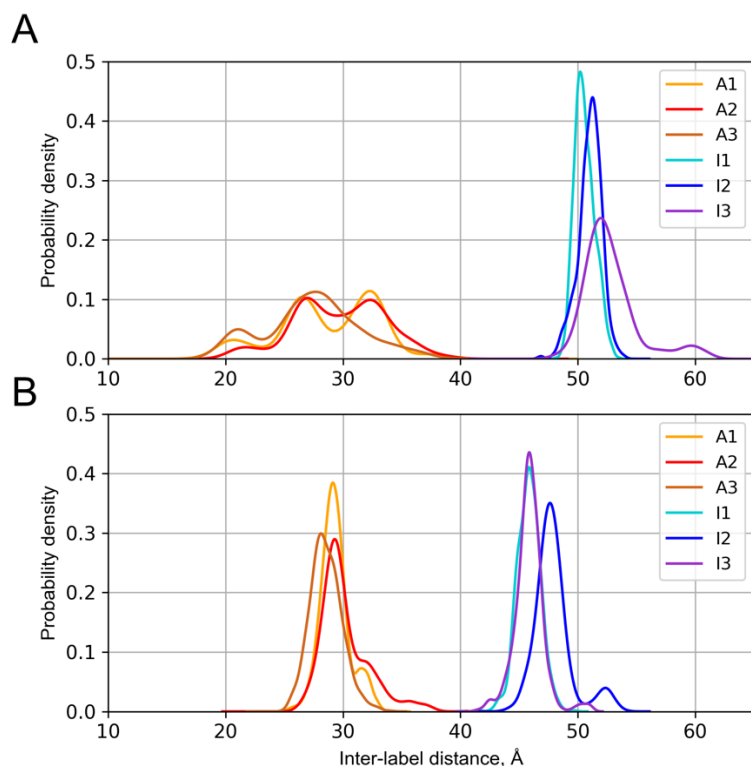 A
Probability density
0.5
0.4
0.3
0.2
0.1
0.0
10 20 30 40 50 60
A1
A2
A3
I1
I2
I3
B
Probability density
0.5
0.4
0.3
0.2
0.1
0.0
10 20 30 40 50 60
A1
A2
A3
I1
I2
I3
Inter-label distance, Å